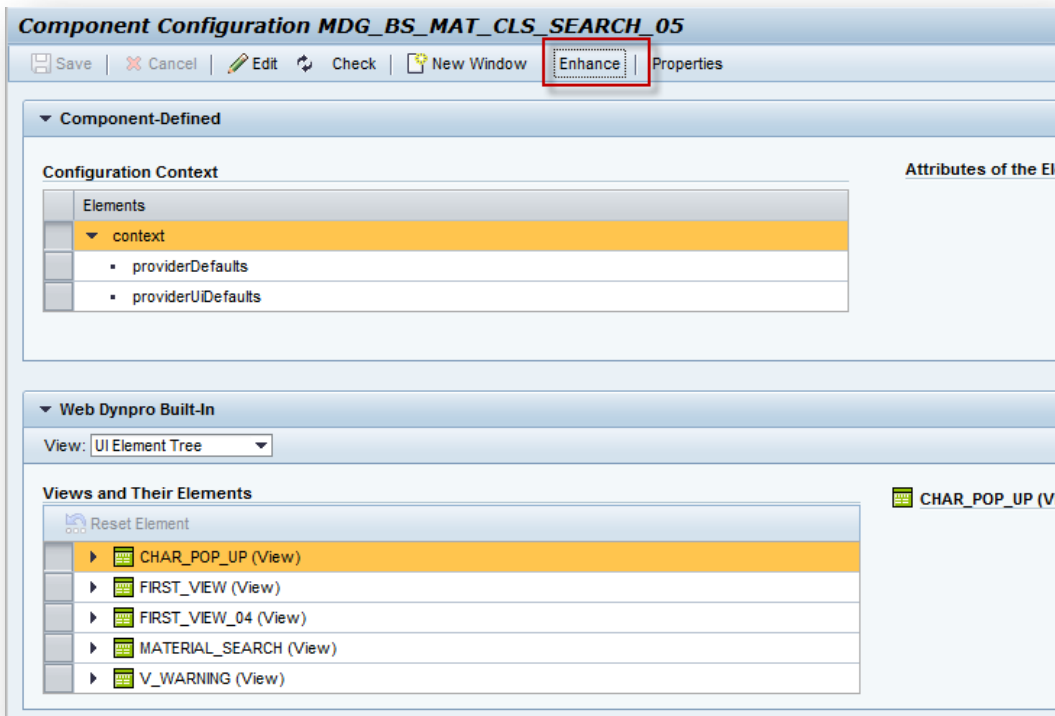 Component Configuration MDG_BS_MAT_CLS_SEARCH_05
Save Cancel Edit Check New Window Enhance Properties
Component-Defined
Configuration Context
Attributes of the El
Elements
context
providerDefaults
providerUiDefaults
Web Dynpro Built-In
View: UI Element Tree
Views and Their Elements
CHAR_POP_UP (V
Reset Element
CHAR_POP_UP (View)
FIRST_VIEW (View)
FIRST_VIEW_04 (View)
MATERIAL_SEARCH (View)
V_WARNING (View)